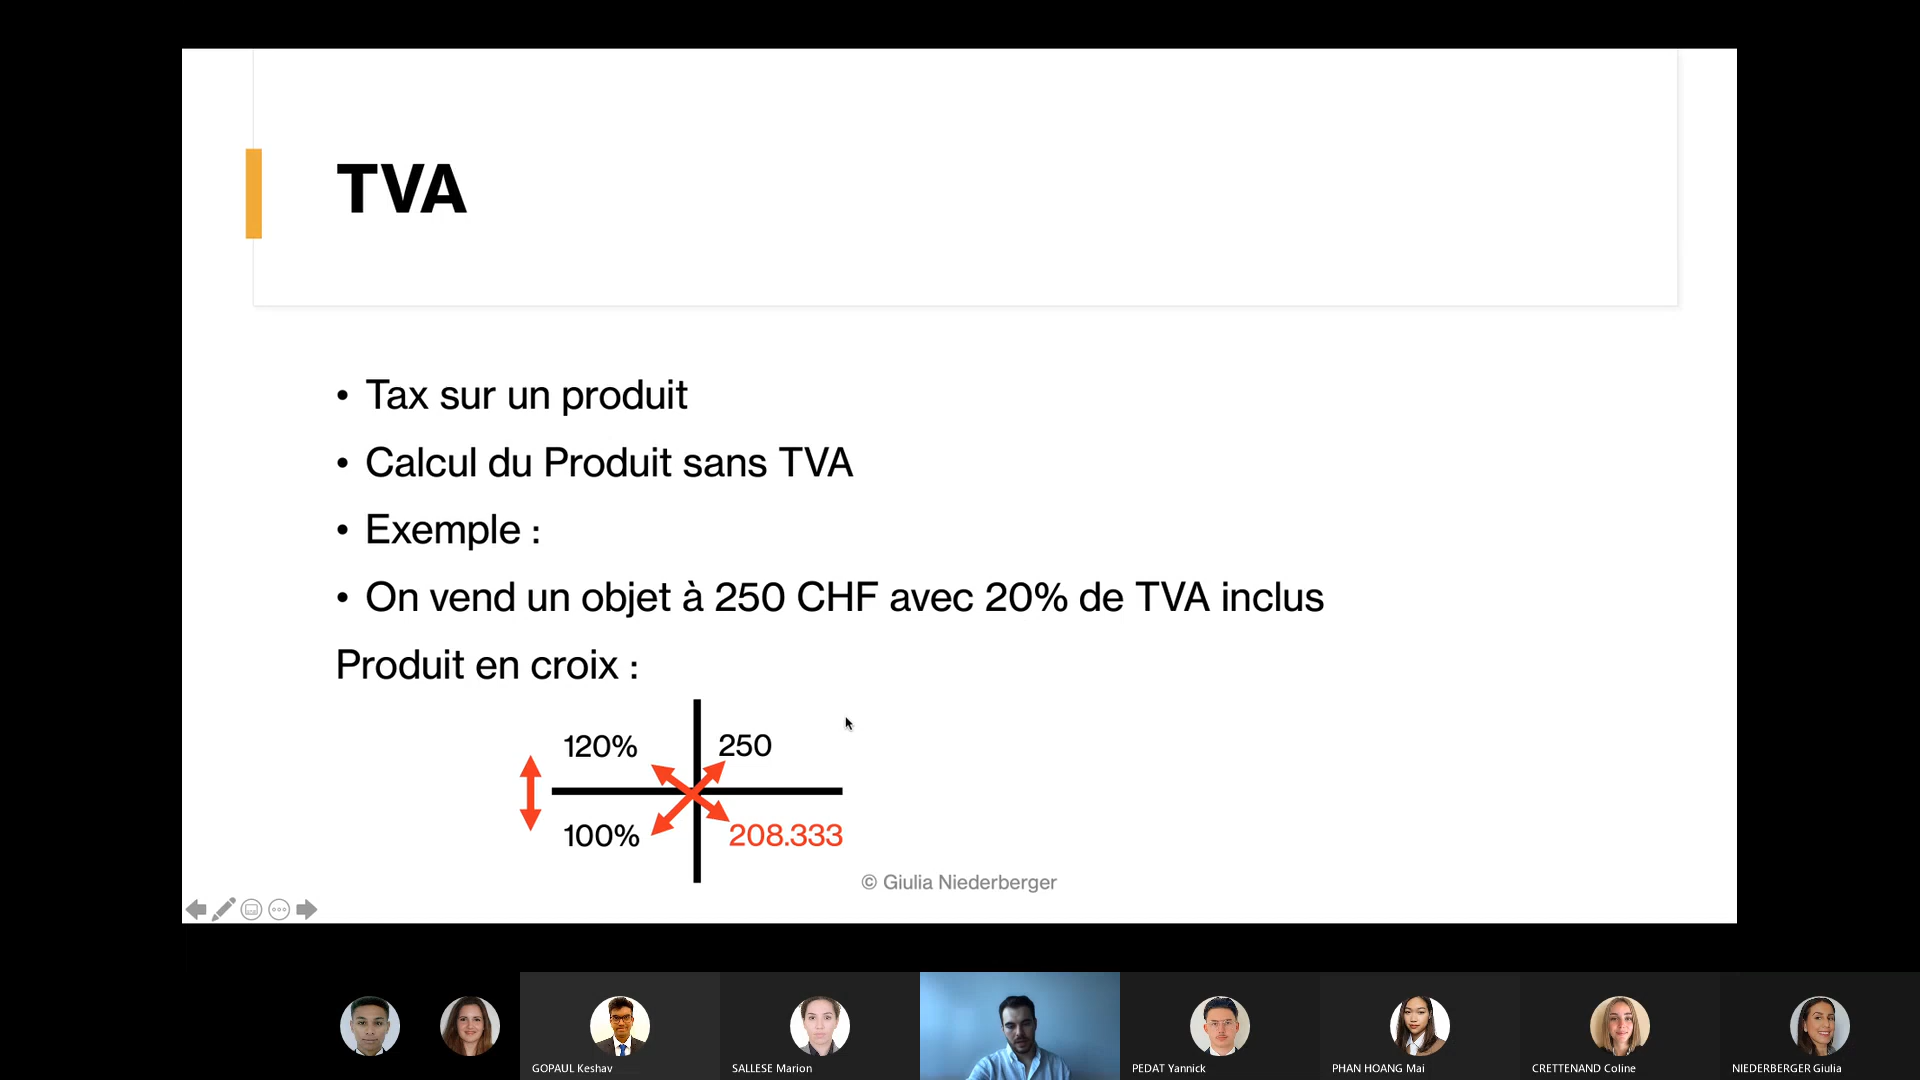 TVA
• Tax sur un produit
• Calcul du Produit sans TVA
• Exemple :
• On vend un objet à 250 CHF avec 20% de TVA inclus
Produit en croix :
120% 250
100% 208.333
© Giulia Niederberger
GOPAUL Keshav
SALLESE Marion
PEDAT Yannick
PHAN HOANG Mai
CRETTENAND Coline
NIEDERBERGER Giulia